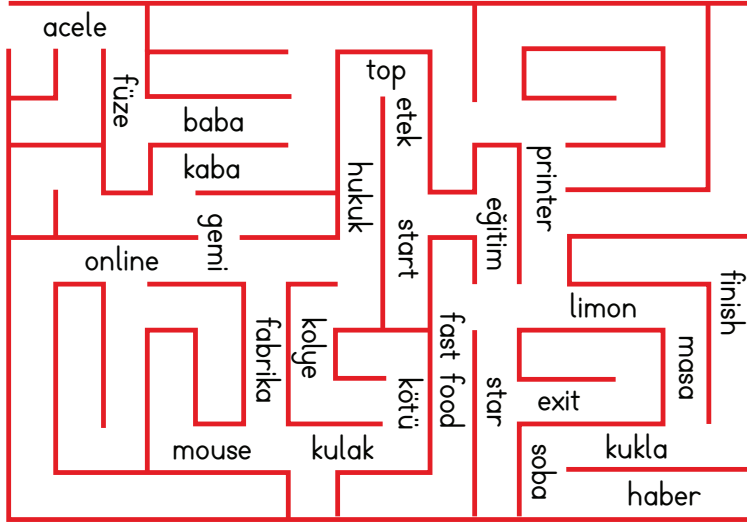 acele
füze
top
etek
baba
kaba
hukuk
printer
eğitim
gemi
start
online
finish
limon
fabrika
kolye
fast food
masa
kötü
star
exit
mouse
kulak
soba
kukla
haber